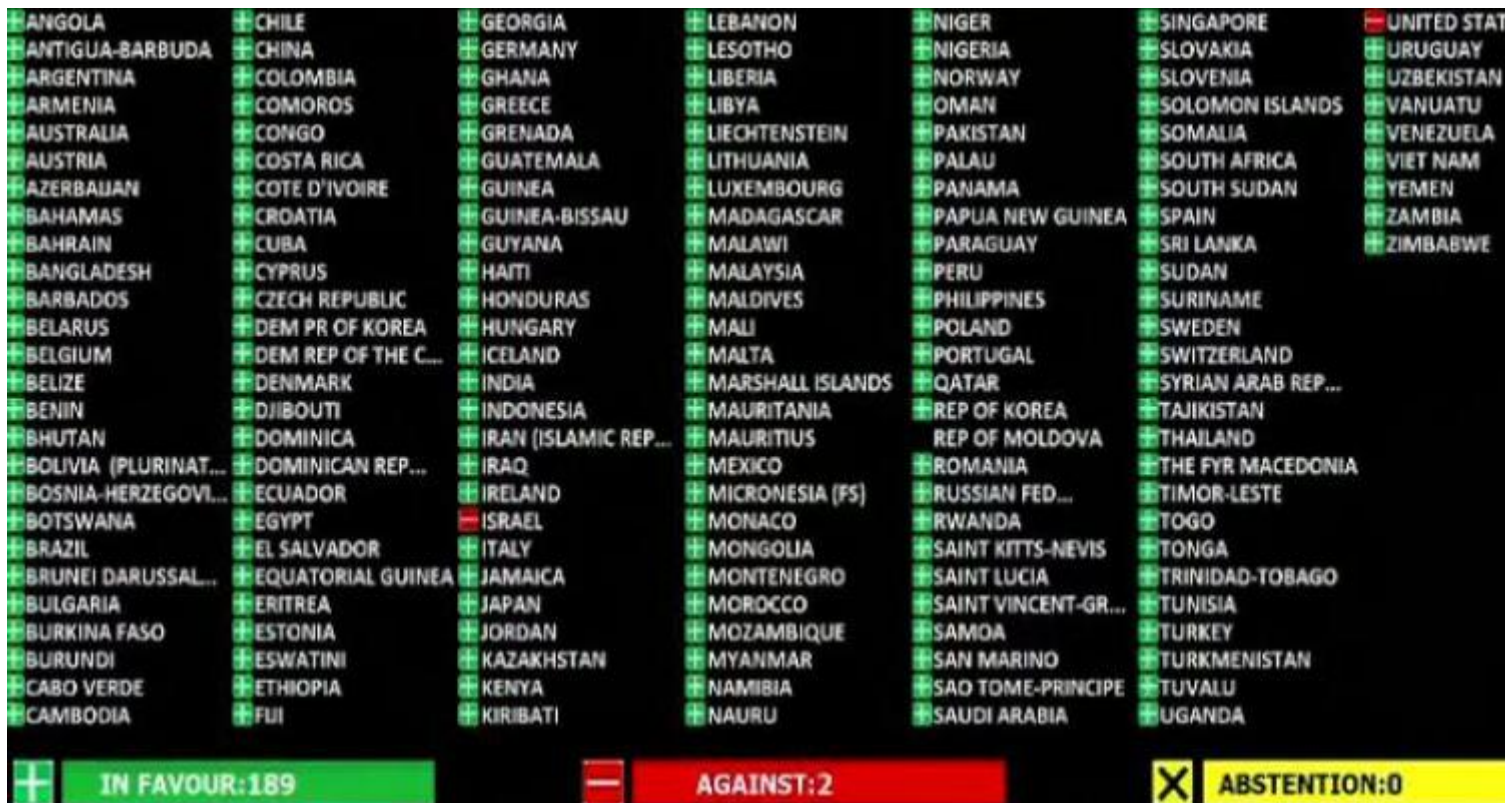 ANGOLA
ANTIGUA-BARBUDA
ARGENTINA
ARMENIA
AUSTRALIA
AUSTRIA
AZERBAIJAN
BAHAMAS
BAHRAIN
BANGLADESH
BARBADOS
BELARUS
BELGIUM
BELIZE
BENIN
BHUTAN
BOLIVIA (PLURINAT...
BOSNIA-HERZEGOVI...
BOTSWANA
BRAZIL
BRUNEI DARUSSAL...
BULGARIA
BURKINA FASO
BURUNDI
CABO VERDE
CAMBODIA
CHILE
CHINA
COLOMBIA
COMOROS
CONGO
COSTA RICA
COTE D'IVOIRE
CROATIA
CUBA
CYPRUS
CZECH REPUBLIC
DEM PR OF KOREA
DEM REP OF THE C...
DENMARK
DJIBOUTI
DOMINICA
DOMINICAN REP...
ECUADOR
EGYPT
EL SALVADOR
EQUATORIAL GUINEA
ERITREA
ESTONIA
ESWATINI
ETHIOPIA
FIJI
GEORGIA
GERMANY
GHANA
GREECE
GRENADA
GUATEMALA
GUINEA
GUINEA-BISSAU
GUYANA
HAITI
HONDURAS
HUNGARY
ICELAND
INDIA
INDONESIA
IRAN (ISLAMIC REP...
IRAQ
IRELAND
ISRAEL
ITALY
JAMAICA
JAPAN
JORDAN
KAZAKHSTAN
KENYA
KIRIBATI
LEBANON
LESOTHO
LIBERIA
LIBYA
LIECHTENSTEIN
LITHUANIA
LUXEMBOURG
MADAGASCAR
MALAWI
MALAYSIA
MALDIVES
MALI
MALTA
MARSHALL ISLANDS
MAURITANIA
MAURITIUS
MEXICO
MICRONESIA (FS)
MONACO
MONGOLIA
MONTENEGRO
MOROCCO
MOZAMBIQUE
MYANMAR
NAMIBIA
NAURU
NIGER
NIGERIA
NORWAY
OMAN
PAKISTAN
PALAU
PANAMA
PAPUA NEW GUINEA
PARAGUAY
PERU
PHILIPPINES
POLAND
PORTUGAL
QATAR
REP OF KOREA
REP OF MOLDOVA
ROMANIA
RUSSIAN FED...
RWANDA
SAINT KITTS-NEVIS
SAINT LUCIA
SAINT VINCENT-GR...
SAMOA
SAN MARINO
SAO TOME-PRINCIPE
SAUDI ARABIA
SINGAPORE
SLOVAKIA
SLOVENIA
SOLOMON ISLANDS
SOMALIA
SOUTH AFRICA
SOUTH SUDAN
SPAIN
SRI LANKA
SUDAN
SURINAME
SWEDEN
SWITZERLAND
SYRIAN ARAB REP...
TAJIKISTAN
THAILAND
THE FYR MACEDONIA
TIMOR-LESTE
TOGO
TONGA
TRINIDAD-TOBAGO
TUNISIA
TURKEY
TURKMENISTAN
TUVALU
UGANDA
UNITED STAT
URUGUAY
UZBEKISTAN
VANUATU
VENEZUELA
VIET NAM
YEMEN
ZAMBIA
ZIMBABWE
IN FAVOUR:189
AGAINST:2
ABSTENTION:0